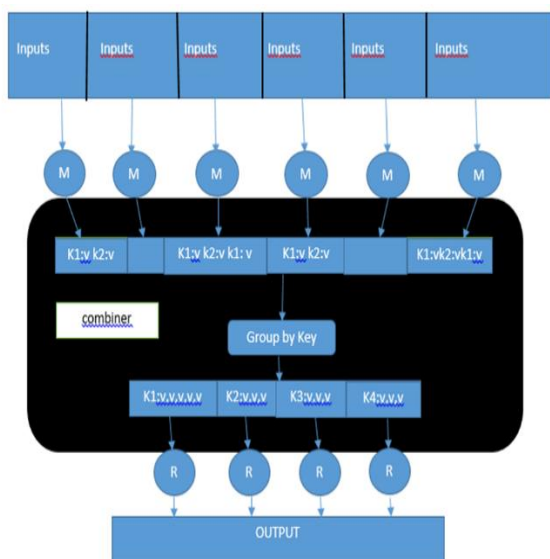 Inputs Inputs Inputs Inputs Inputs Inputs
M M M M M M
K1:v k2:v K1:v k2:v k1: v K1:v k2:v K1:vk2:vk1:v
combiner
Group by Key
K1:v,v,v,v,v K2:v,v,v K3:v,v,v K4:v,v,v
R R R R
OUTPUT